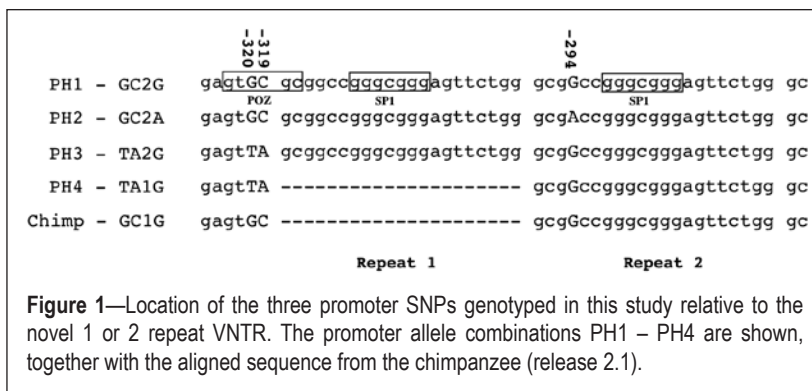 -320
-319
-294
PH1 - GC2G gagtGC gcggccgggcgggagttctgg gcgGccgggcgggagttctgg gc
POZ SP1 SP1
PH2 - GC2A gagtGC gcggccgggcgggagttctgg gcgAccgggcgggagttctgg gc
PH3 - TA2G gagtTA gcggccgggcgggagttctgg gcgGccgggcgggagttctgg gc
PH4 - TA1G gagtTA --------------------- gcgGccgggcgggagttctgg gc
Chimp - GC1G gagtGC --------------------- gcgGccgggcgggagttctgg gc
Repeat 1 Repeat 2
Figure 1—Location of the three promoter SNPs genotyped in this study relative to the
novel 1 or 2 repeat VNTR. The promoter allele combinations PH1 – PH4 are shown,
together with the aligned sequence from the chimpanzee (release 2.1).